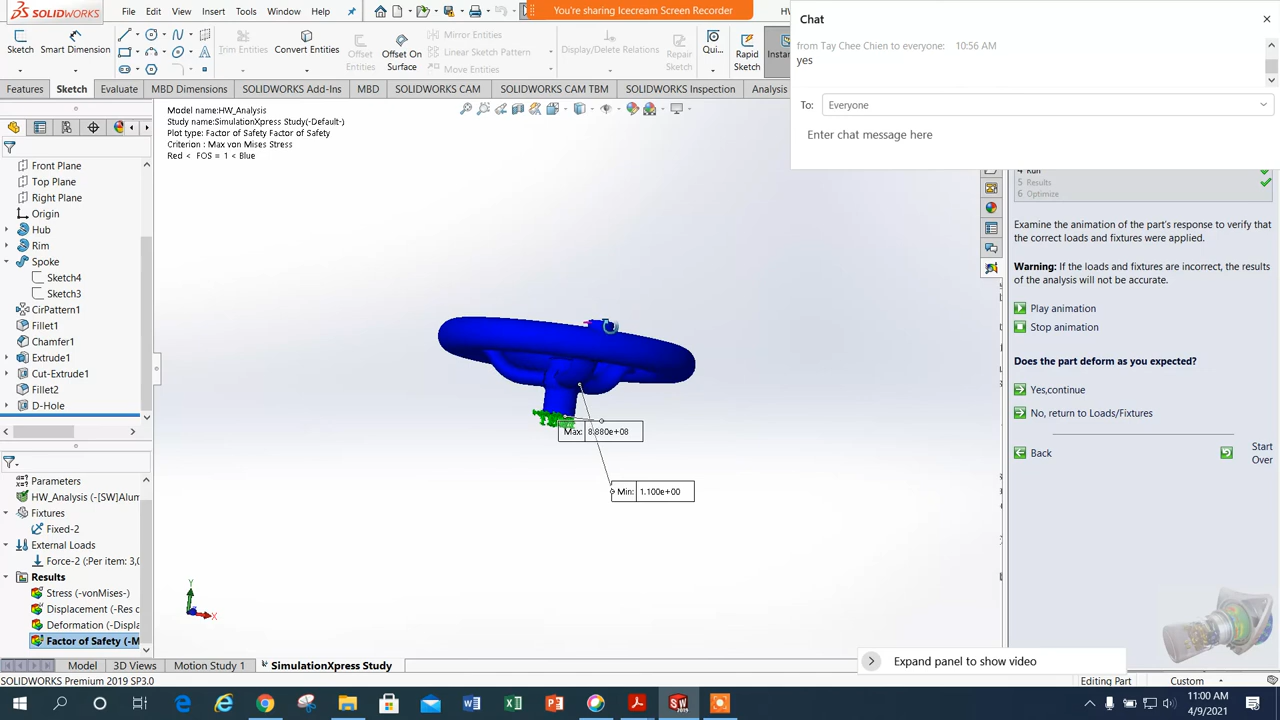 SOLIDWORKS
File
Edit
View
Insert
Tools
Window
Help
You're sharing Icecream Screen Recorder
Sketch
Smart Dimension
Trim Entities
Convert Entities
Offset Entities
Offset On Surface
Mirror Entities
Linear Sketch Pattern
Move Entities
Display/Delete Relations
Repair Sketch
Qui...
Rapid Sketch
Instan
Features
Sketch
Evaluate
MBD Dimensions
SOLIDWORKS Add-Ins
MBD
SOLIDWORKS CAM
SOLIDWORKS CAM TBM
SOLIDWORKS Inspection
Analysis
Chat
from Tay Chee Chien to everyone: 10:56 AM
yes
To: Everyone
Enter chat message here
Front Plane
Top Plane
Right Plane
Origin
Hub
Rim
Spoke
Sketch4
Sketch3
CirPattern1
Fillet1
Chamfer1
Extrude1
Cut-Extrude1
Fillet2
D-Hole
Parameters
HW_Analysis (-[SW]Alum
Fixtures
Fixed-2
External Loads
Force-2 (:Per item: 3,0
Results
Stress (-vonMises-)
Displacement (-Res d
Deformation (-Displa
Factor of Safety (-M
Model name:HW_Analysis
Study name:SimulationXpress Study(-Default-)
Plot type: Factor of Safety Factor of Safety
Criterion : Max von Mises Stress
Red < FOS = 1 < Blue
Max: 8.880e+08
Min: 1.100e+00
Y
X
4 Run
5 Results
6 Optimize
Examine the animation of the part's response to verify that
the correct loads and fixtures were applied.
Warning: If the loads and fixtures are incorrect, the results
of the analysis will not be accurate.
Play animation
Stop animation
Does the part deform as you expected?
Yes,continue
No, return to Loads/Fixtures
Back
Start Over
Expand panel to show video
Model
3D Views
Motion Study 1
SimulationXpress Study
SOLIDWORKS Premium 2019 SP3.0
Editing Part
Custom
11:00 AM
4/9/2021